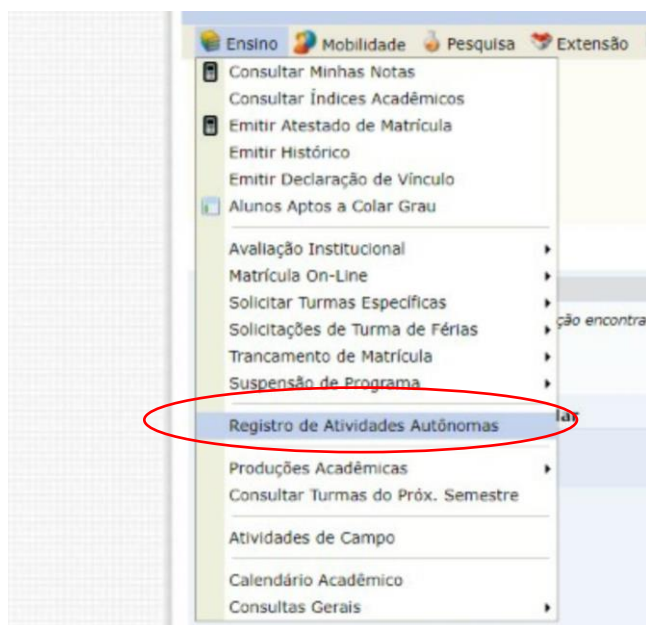 Ensino Mobilidade Pesquisa Extensão
Consultar Minhas Notas
Consultar Índices Acadêmicos
Emitir Atestado de Matrícula
Emitir Histórico
Emitir Declaração de Vínculo
Alunos Aptos a Colar Grau
Avaliação Institucional
Matrícula On-Line
Solicitar Turmas Específicas
ção encontra
Solicitações de Turma de Férias
Trancamento de Matrícula
Suspensão de Programa
lar
Registro de Atividades Autônomas
Produções Acadêmicas
Consultar Turmas do Próx. Semestre
Atividades de Campo
Calendário Acadêmico
Consultas Gerais